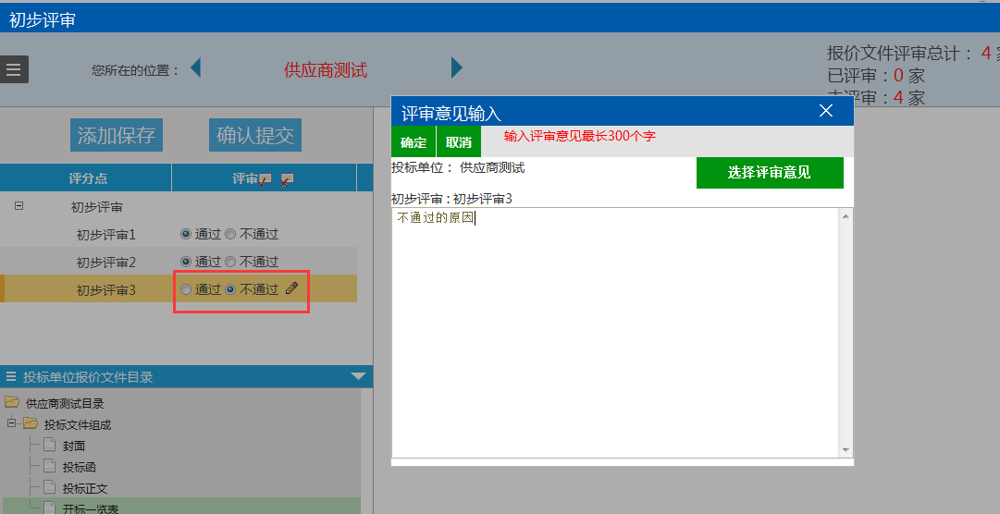 初步评审
您所在的位置：
供应商测试
报价文件评审总计： 4
已评审：0 家
未评审：4 家
添加保存
确认提交
评分点
评审
初步评审
初步评审1
通过 不通过
初步评审2
通过 不通过
初步评审3
通过 不通过
投标单位报价文件目录
供应商测试目录
投标文件组成
封面
投标函
投标正文
开标一览表
评审意见输入
确定
取消
输入评审意见最长300个字
投标单位： 供应商测试
选择评审意见
初步评审 : 初步评审3
不通过的原因